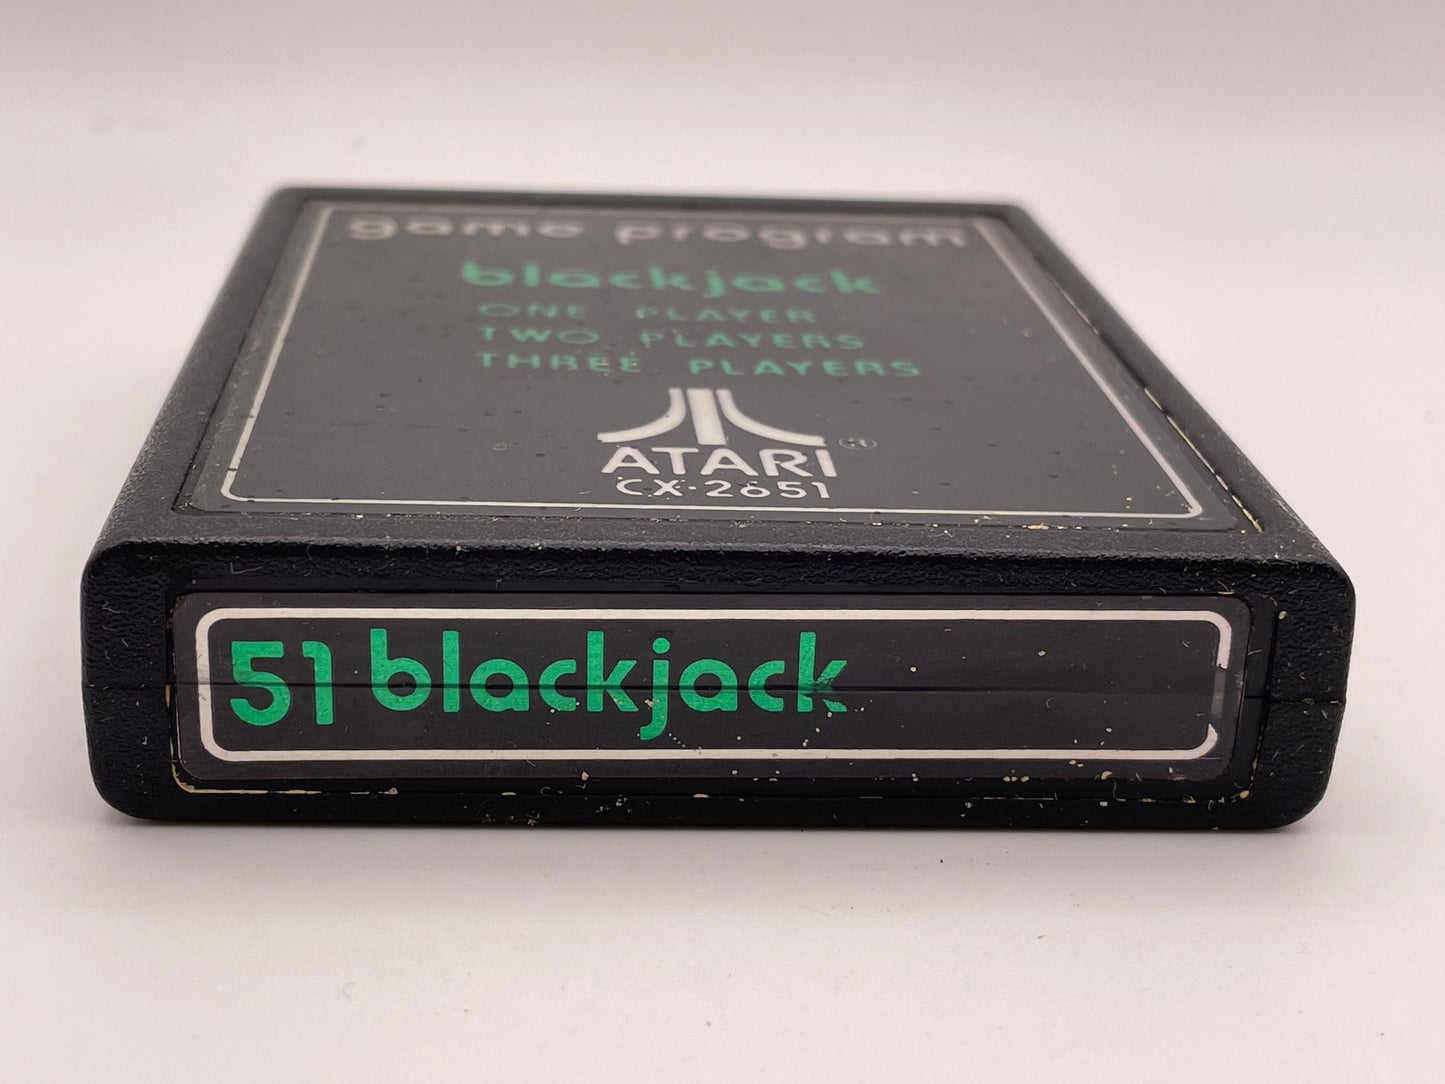 game program
blackjack
ONE PLAYER
TWO PLAYERS
THREE PLAYERS
ATARI®
CX-2651
51 blackjack